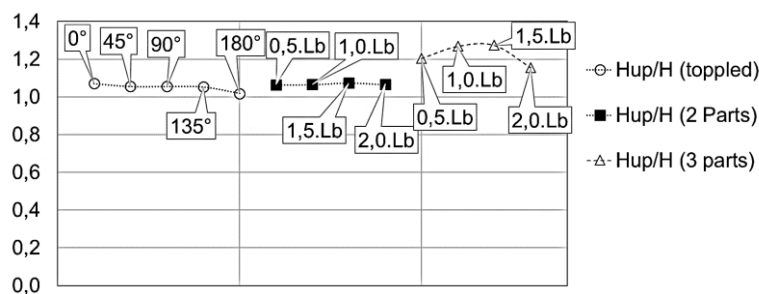 1,4
1,2
1,0
0,8
0,6
0,4
0,2
0,0
0°
45°
90°
135°
180°
0,5.Lb
1,0.Lb
1,5.Lb
2,0.Lb
0,5.Lb
1,0.Lb
1,5.Lb
2,0.Lb
Hup/H (toppled)
Hup/H (2 Parts)
Hup/H (3 parts)